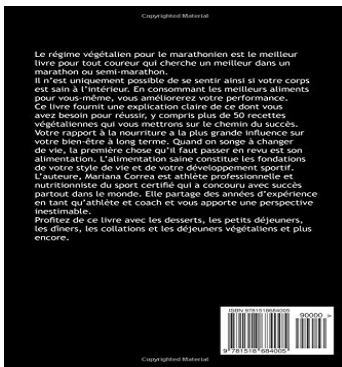 Copyrighted Material
Le régime végétalien pour le marathonien est le meilleur
livre pour tout coureur qui cherche un meilleur dans un
marathon ou semi-marathon.
Il n'est uniquement possible de se sentir ainsi si votre corps
est sain à l'intérieur. En consommant les meilleurs aliments
pour vous-même, vous améliorerez votre performance.
Ce livre fournit une explication claire de ce dont vous
avez besoin pour réussir, y compris plus de 50 recettes
végétaliennes qui vous mettrons sur le chemin du succès.
Votre rapport à la nourriture a la plus grande influence sur
votre bien-être à long terme. Quand on songe à changer
de vie, la première chose qu'il faut passer en revu est son
alimentation. L'alimentation saine constitue les fondations
de votre style de vie et de votre développement sportif.
L'auteure, Mariana Correa est athlète professionnelle et
nutritionniste du sport certifié qui a concouru avec succès
partout dans le monde. Elle partage des années d'expérience
en tant qu'athlète et coach et vous apporte une perspective
inestimable.
Profitez de ce livre avec les desserts, les petits déjeuners,
les dîners, les collations et les déjeuners végétaliens et plus
encore.
ISBN 9781518684005
90000 >
9 781518 684005
Copyrighted Material